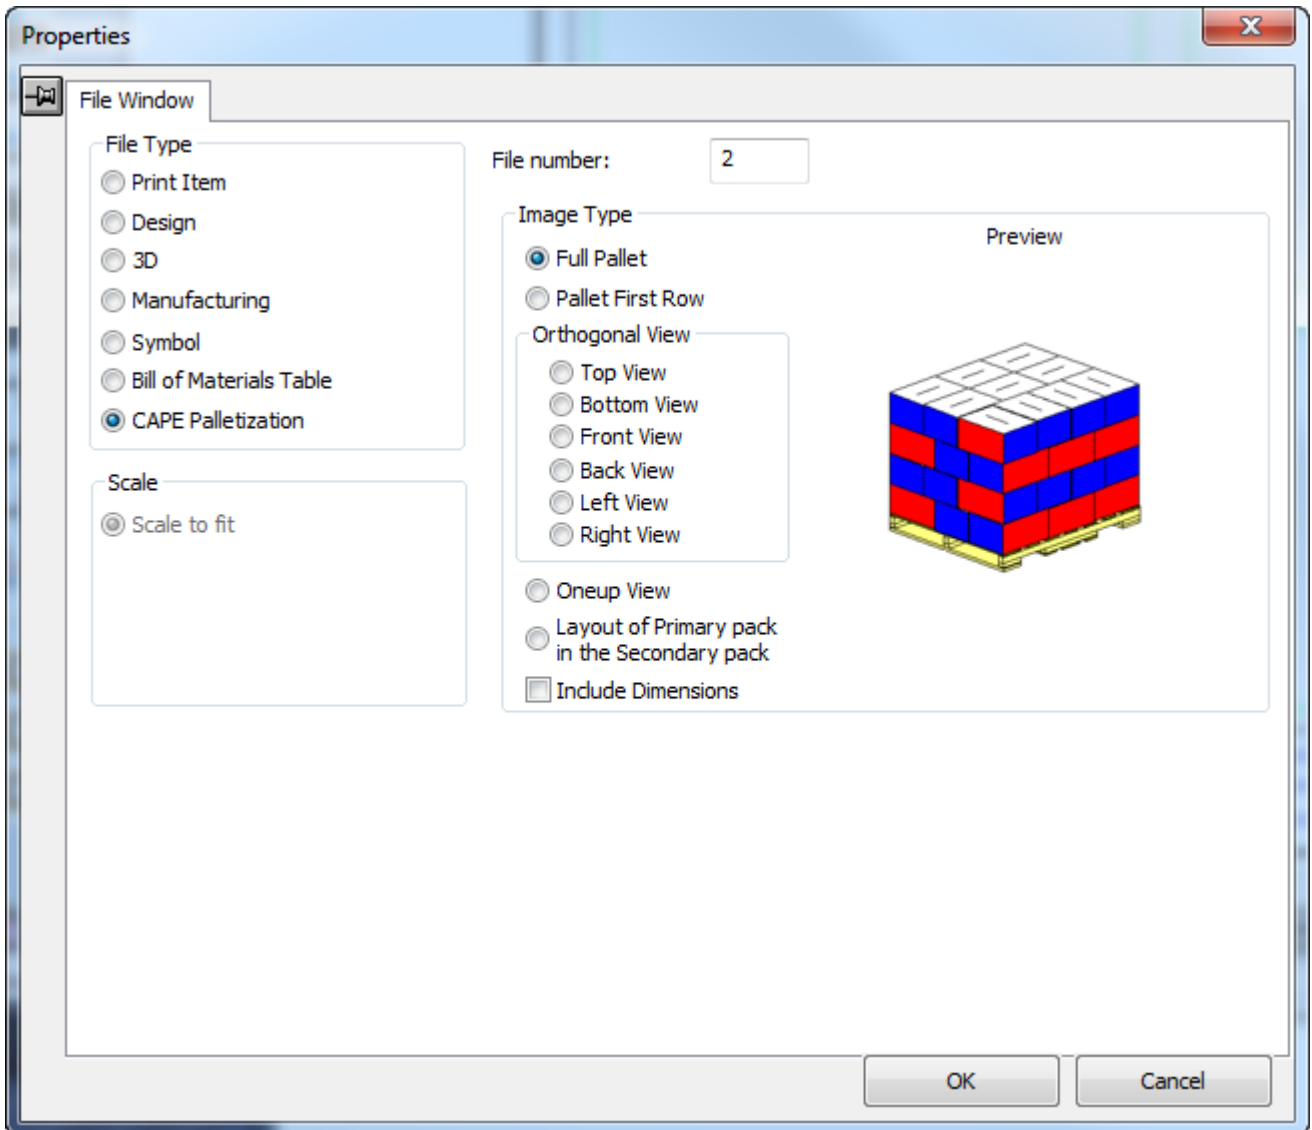 Properties
File Window
File Type
Print Item
Design
3D
Manufacturing
Symbol
Bill of Materials Table
CAPE Palletization
Scale
Scale to fit
File number: 2
Image Type
Preview
Full Pallet
Pallet First Row
Orthogonal View
Top View
Bottom View
Front View
Back View
Left View
Right View
Oneup View
Layout of Primary pack
in the Secondary pack
Include Dimensions
OK
Cancel